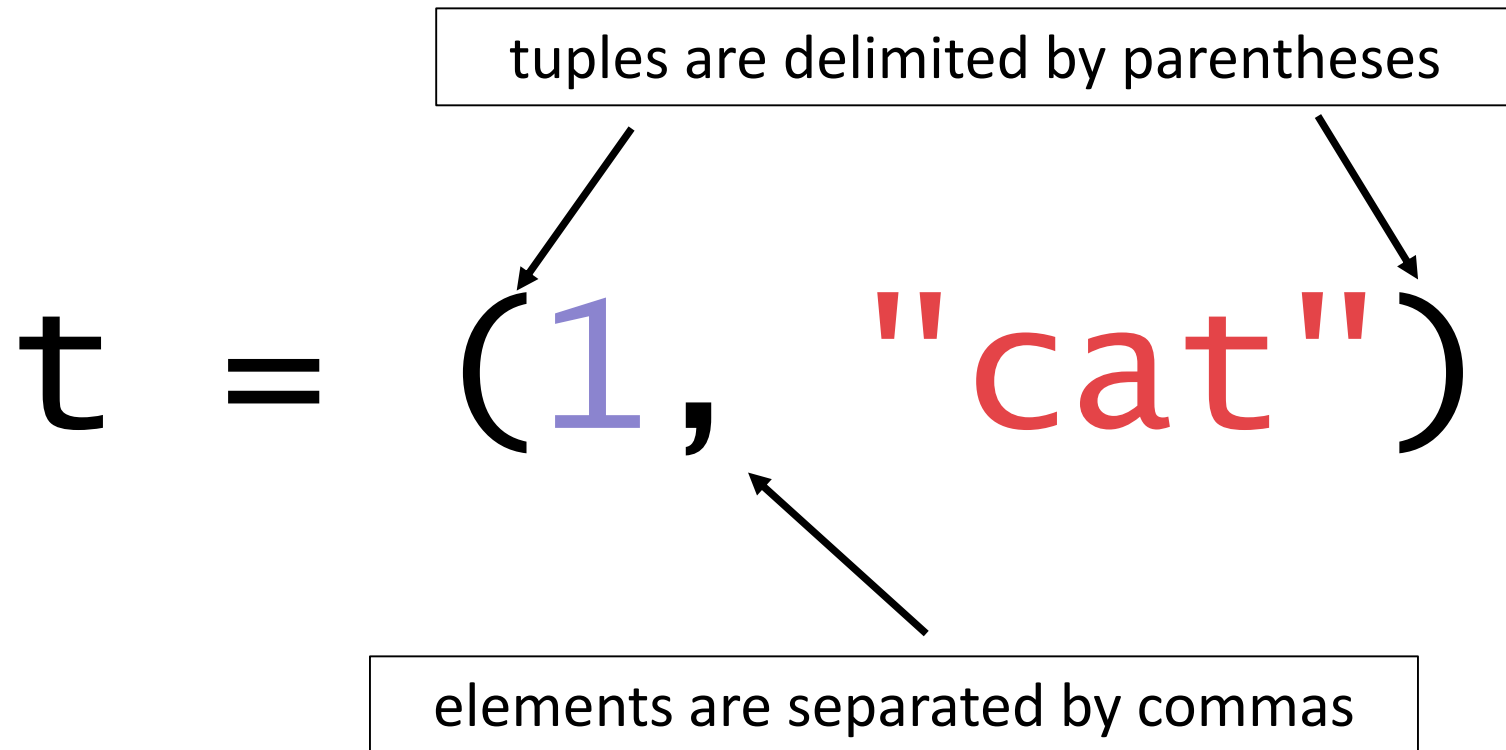 tuples are delimited by parentheses
t = (1, "cat")
elements are separated by commas